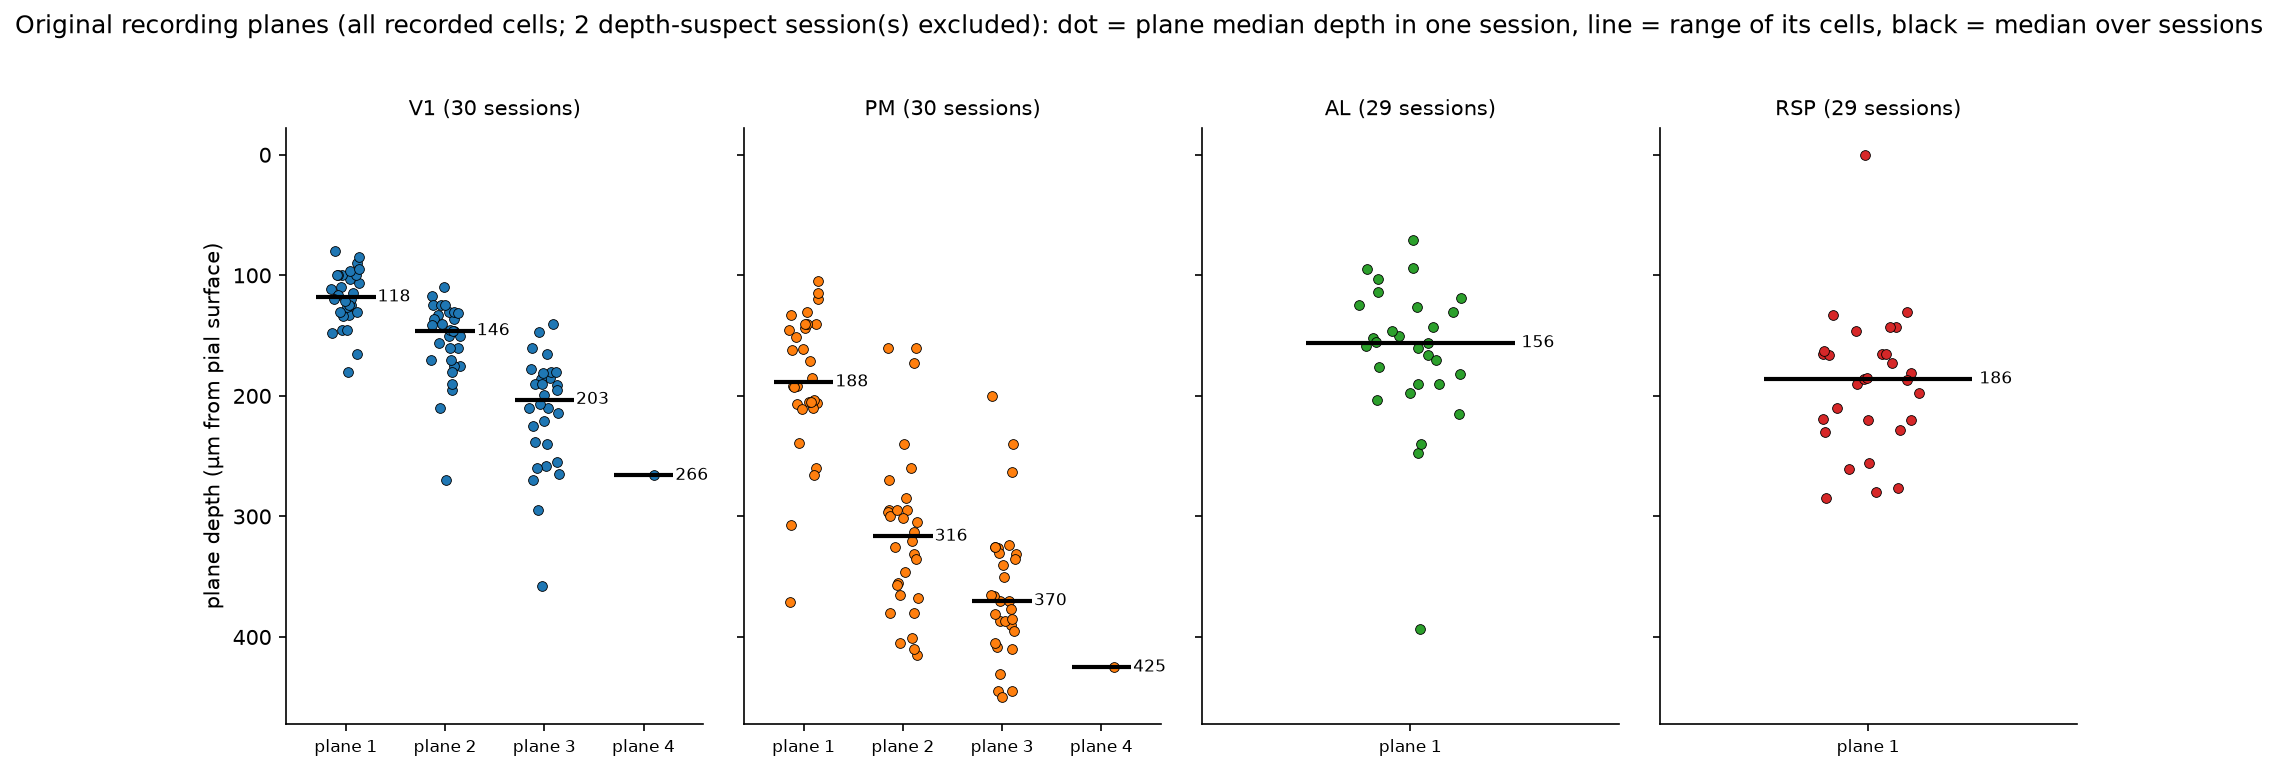 Original recording planes (all recorded cells; 2 depth-suspect session(s) excluded): dot = plane median depth in one session, line = range of its cells, black = median over sessions
V1 (30 sessions)
PM (30 sessions)
AL (29 sessions)
RSP (29 sessions)
plane depth (µm from pial surface)
0
100
200
300
400
118
146
203
266
188
316
370
425
156
186
plane 1
plane 2
plane 3
plane 4
plane 1
plane 2
plane 3
plane 4
plane 1
plane 1